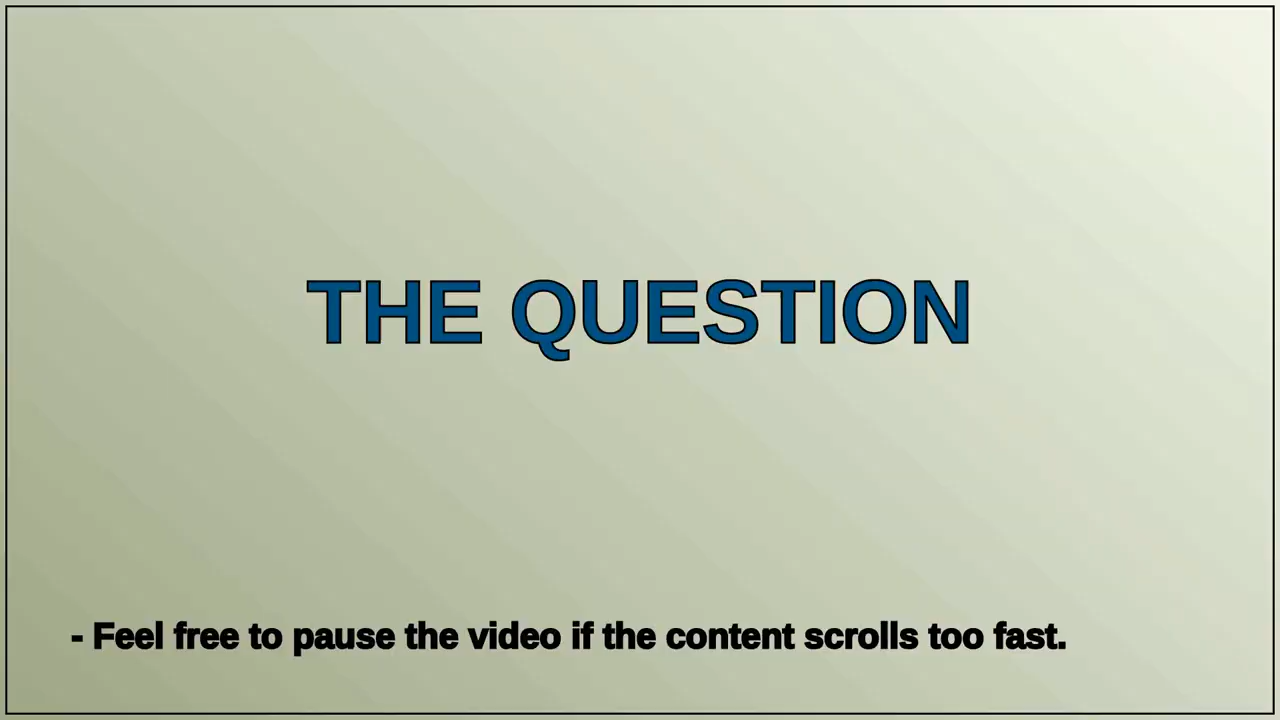 THE QUESTION
- Feel free to pause the video if the content scrolls too fast.